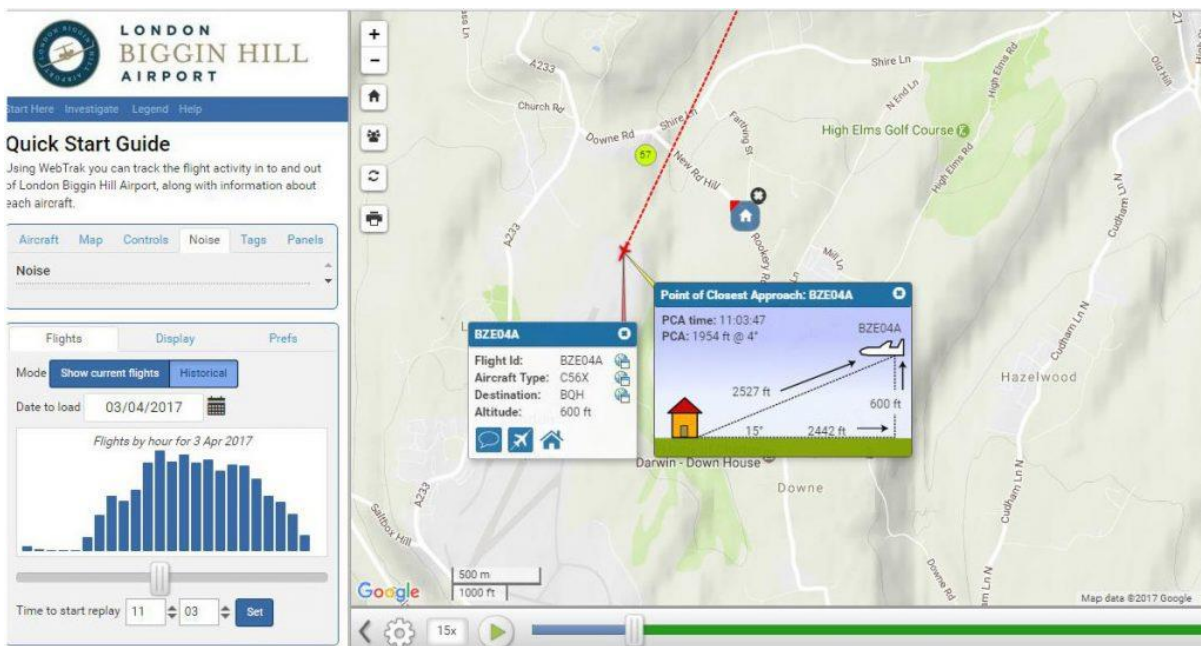 LONDON
BIGGIN HILL
AIRPORT
Start Here Investigate Legend Help
Quick Start Guide
Using WebTrak you can track the flight activity in to and out
of London Biggin Hill Airport, along with information about
each aircraft.
Aircraft Map Controls Noise Tags Panels
Noise
Flights Display Prefs
Mode Show current flights Historical
Date to load 03/04/2017
Flights by hour for 3 Apr 2017
Time to start replay 11 03 Set
+
−
A233
Church Rd
Downe Rd
Shire Ln
Farthing St
57
New Rd Hill
Shire Ln
N End Ln
High Elms Rd
High Elms Golf Course
High Elms Rd
Old Hill
21
Cudham Ln N
A233
Rookery Rd
Mill Ln
BZE04A
Flight Id: BZE04A
Aircraft Type: C56X
Destination: BQH
Altitude: 600 ft
Point of Closest Approach: BZE04A
PCA time: 11:03:47
PCA: 1954 ft @ 4°
BZE04A
2527 ft
600 ft
15°
2442 ft
Hazelwood
Cudham Ln N
Darwin - Down House
Downe
A233
Saltbox Hill
Cudham Ln N
Downe Rd
500 m
1000 ft
Google
Map data ©2017 Google
15x